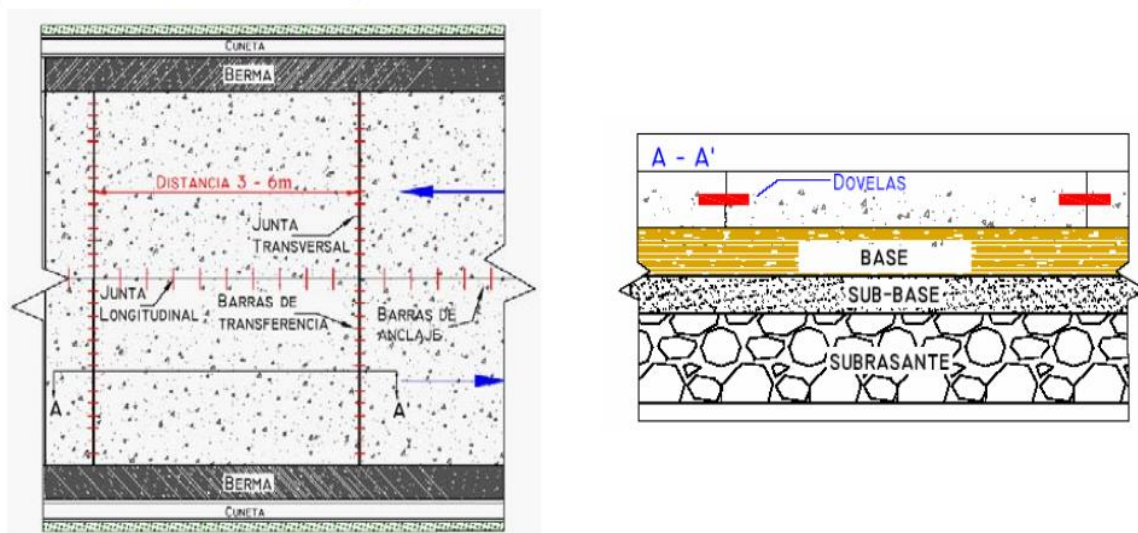 CUNETA
BERMA
DISTANCIA 3 - 6m
JUNTA
TRANSVERSAL
JUNTA
LONGITUDINAL
BARRAS DE
TRANSFERENCIA
BARRAS DE
ANCLAJE
A
A
BERMA
CUNETA
A - A'
DOVELAS
BASE
SUB-BASE
SUBRASANTE